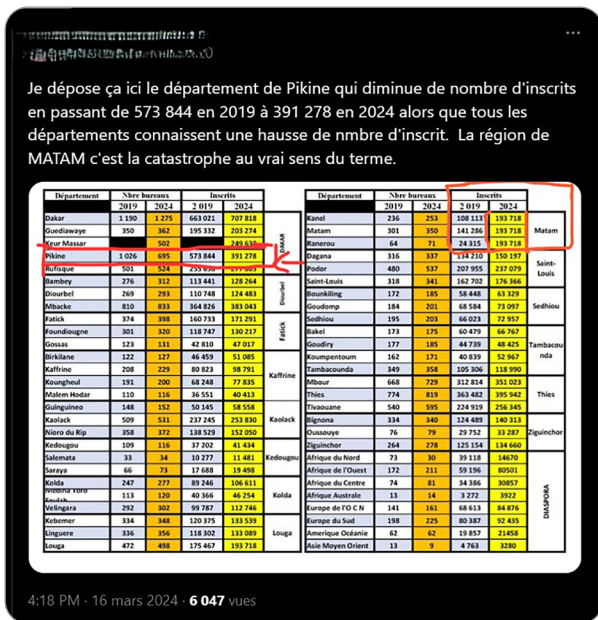 Je dépose ça ici le département de Pikine qui diminue de nombre d'inscrits
en passant de 573 844 en 2019 à 391 278 en 2024 alors que tous les
départements connaissent une hausse de nmbre d'inscrit. La région de
MATAM c'est la catastrophe au vrai sens du terme.
Département Nbre bureaux Inscrits
2019 2024 2 019 2024
Dakar 1 190 1 275 663 021 707 818
Guediawaye 350 362 195 332 203 274
Keur Massar 502 249 630
Pikine 1 026 695 573 844 391 278
Rufisque 501 524
DAKAR
Bambey 276 312 113 441 128 264
Diourbel 269 293 110 748 124 483
Mbacke 810 833 364 826 383 043
Diourbel
Fatick 374 398 160 733 171 291
Foundiougne 301 320 118 747 130 217
Gossas 123 131 42 810 47 017
Fatick
Birkilane 122 127 46 459 51 085
Kaffrine 208 229 80 823 98 791
Koungheul 191 200 68 248 77 835
Malem Hodar 110 116 36 551 40 413
Kaffrine
Guinguineo 148 152 50 145 58 558
Kaolack 509 531 237 245 253 830
Nioro du Rip 358 372 138 529 152 050
Kaolack
Kedougou 109 116 37 202 41 434
Salemata 33 34 10 277 11 481
Saraya 66 73 17 688 19 498
Kedougou
Kolda 247 277 89 246 106 611
Medina Yoro 113 120 40 366 46 254
Velingara 292 302 99 787 112 746
Kolda
Kebemer 334 348 120 375 133 539
Linguere 336 356 118 302 133 089
Louga 472 498 175 467 193 718
Louga
Département Nbre bureaux Inscrits
2019 2024 2 019 2024
Kanel 236 253 108 113 193 718
Matam 301 350 141 286 193 718
Ranerou 64 71 24 315 193 718
Matam
Dagana 316 337 134 210 150 197
Podor 480 537 207 955 237 079
Saint-Louis 318 341 162 702 176 366
Saint-
Louis
Bounkiling 172 185 58 448 63 329
Goudomp 184 201 68 584 73 097
Sedhiou 195 203 66 023 72 957
Sedhiou
Bakel 173 175 60 479 66 767
Goudiry 177 185 44 739 48 425
Koumpentoum 162 171 40 839 52 967
Tambacounda 349 358 105 306 118 990
Tambacou
nda
Mbour 668 729 312 814 351 023
Thies 774 819 363 482 395 942
Tivaouane 540 595 224 919 256 345
Thies
Bignona 334 340 124 489 140 313
Oussouye 76 79 29 752 33 287
Ziguinchor 264 278 125 154 134 660
Ziguinchor
Afrique du Nord 73 30 39 118 14670
Afrique de l'Ouest 172 211 59 196 80501
Afrique du Centre 74 81 34 386 30857
Afrique Australe 13 14 3 272 3922
Europe de l'O C N 141 161 68 613 84 876
Europe du Sud 198 225 80 387 92 435
Amerique Océanie 62 62 19 857 21458
Asie Moyen Orient 13 9 4 763 3280
DIASPORA
4:18 PM · 16 mars 2024 · 6 047 vues